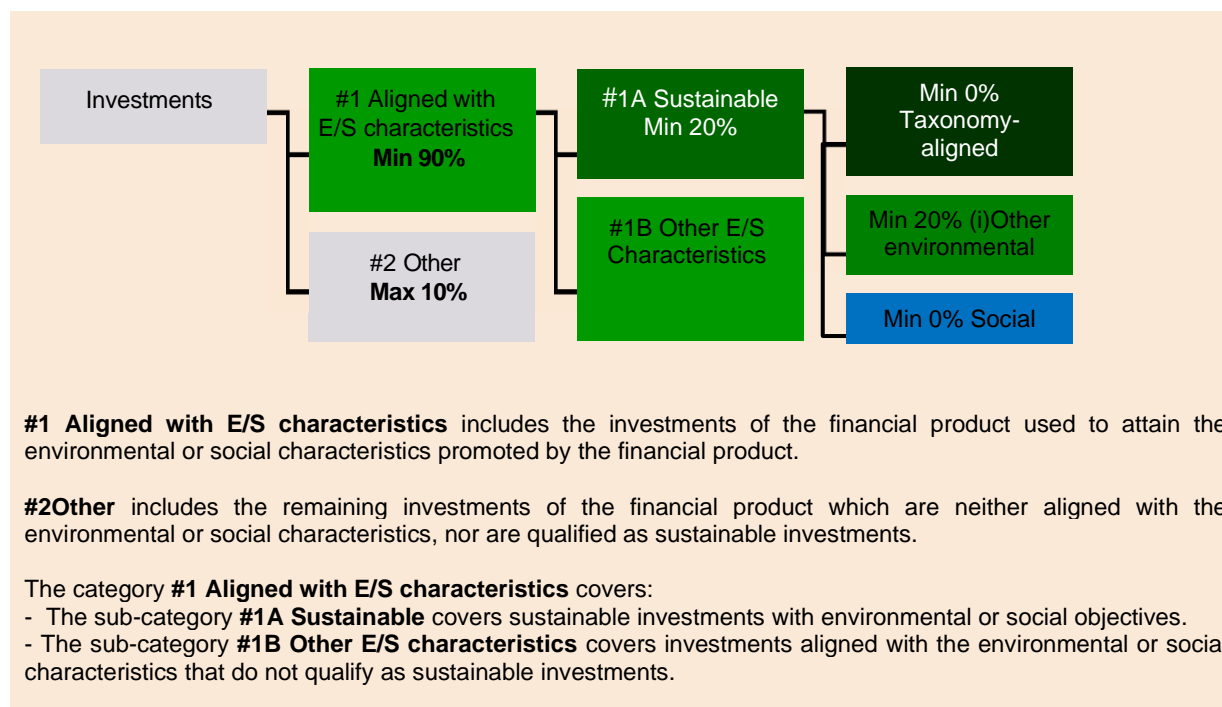 Investments
#1 Aligned with
E/S characteristics
Min 90%
#2 Other
Max 10%
#1A Sustainable
Min 20%
#1B Other E/S
Characteristics
Min 0%
Taxonomy-
aligned
Min 20% (i)Other
environmental
Min 0% Social
#1 Aligned with E/S characteristics includes the investments of the financial product used to attain the
environmental or social characteristics promoted by the financial product.
#2Other includes the remaining investments of the financial product which are neither aligned with the
environmental or social characteristics, nor are qualified as sustainable investments.
The category #1 Aligned with E/S characteristics covers:
- The sub-category #1A Sustainable covers sustainable investments with environmental or social objectives.
- The sub-category #1B Other E/S characteristics covers investments aligned with the environmental or social
characteristics that do not qualify as sustainable investments.